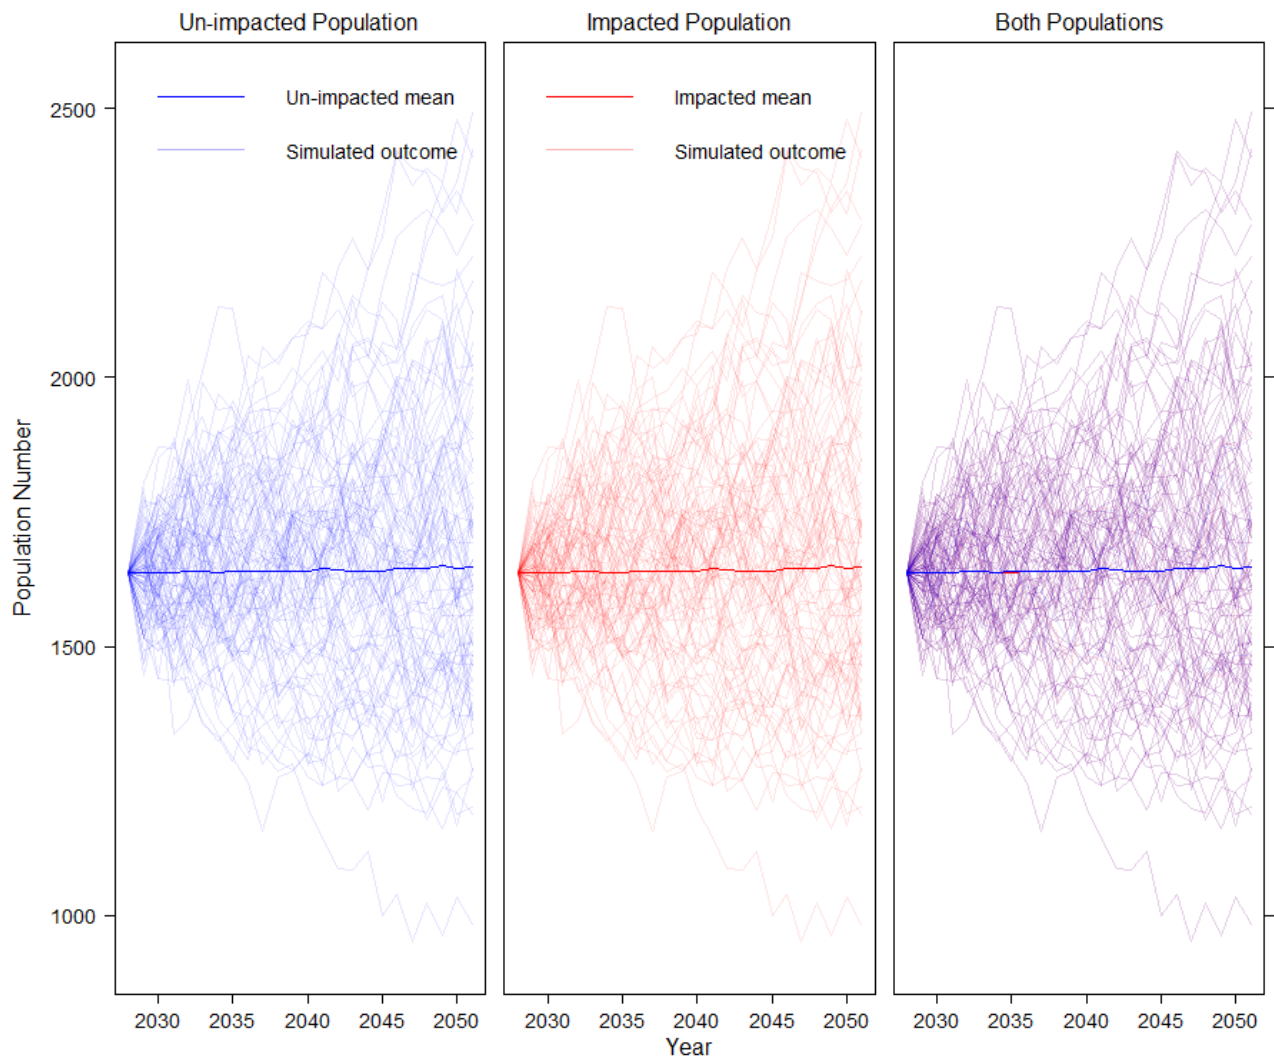 Un-impacted Population
Impacted Population
Both Populations
Un-impacted mean
Simulated outcome
Impacted mean
Simulated outcome
Population Number
2500
2000
1500
1000
2030 2035 2040 2045 2050
2030 2035 2040 2045 2050
2030 2035 2040 2045 2050
Year